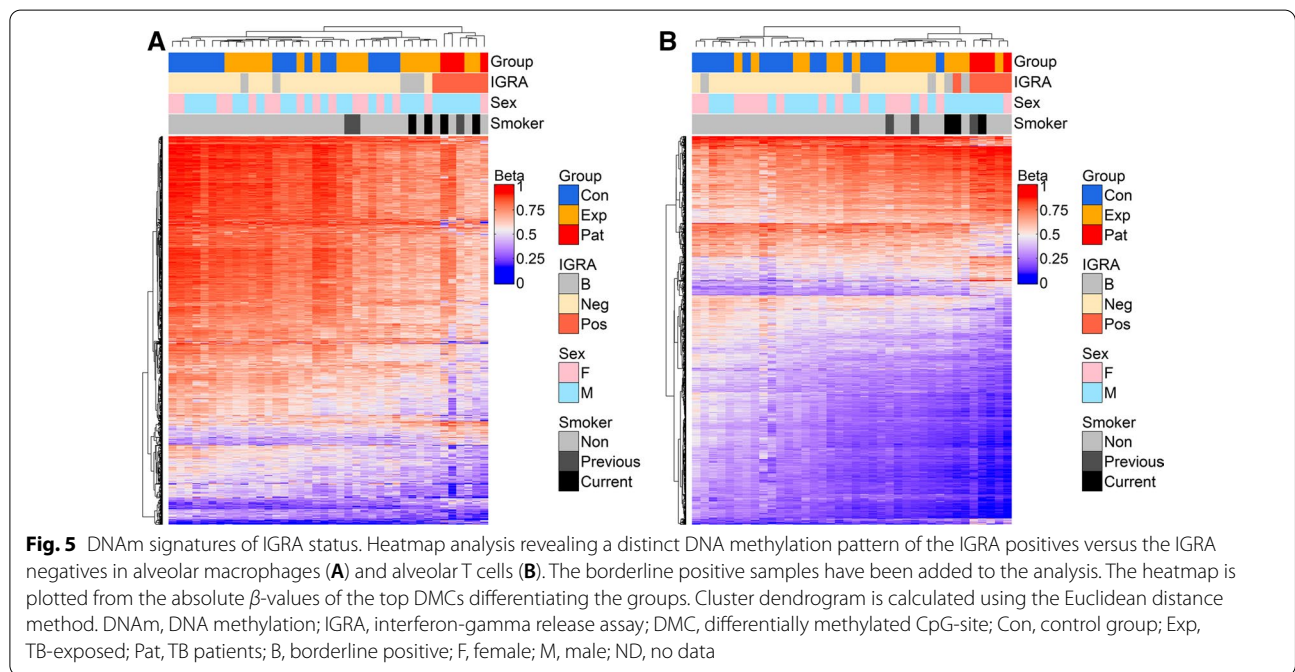 A
Group
IGRA
Sex
Smoker
Beta
1
0.75
0.5
0.25
0
Group
Con
Exp
Pat
IGRA
B
Neg
Pos
Sex
F
M
Smoker
Non
Previous
Current
B
Group
IGRA
Sex
Smoker
Beta
1
0.75
0.5
0.25
0
Group
Con
Exp
Pat
IGRA
B
Neg
Pos
Sex
F
M
Smoker
Non
Previous
Current
Fig. 5 DNAm signatures of IGRA status. Heatmap analysis revealing a distinct DNA methylation pattern of the IGRA positives versus the IGRA
negatives in alveolar macrophages (A) and alveolar T cells (B). The borderline positive samples have been added to the analysis. The heatmap is
plotted from the absolute β-values of the top DMCs differentiating the groups. Cluster dendrogram is calculated using the Euclidean distance
method. DNAm, DNA methylation; IGRA, interferon-gamma release assay; DMC, differentially methylated CpG-site; Con, control group; Exp,
TB-exposed; Pat, TB patients; B, borderline positive; F, female; M, male; ND, no data